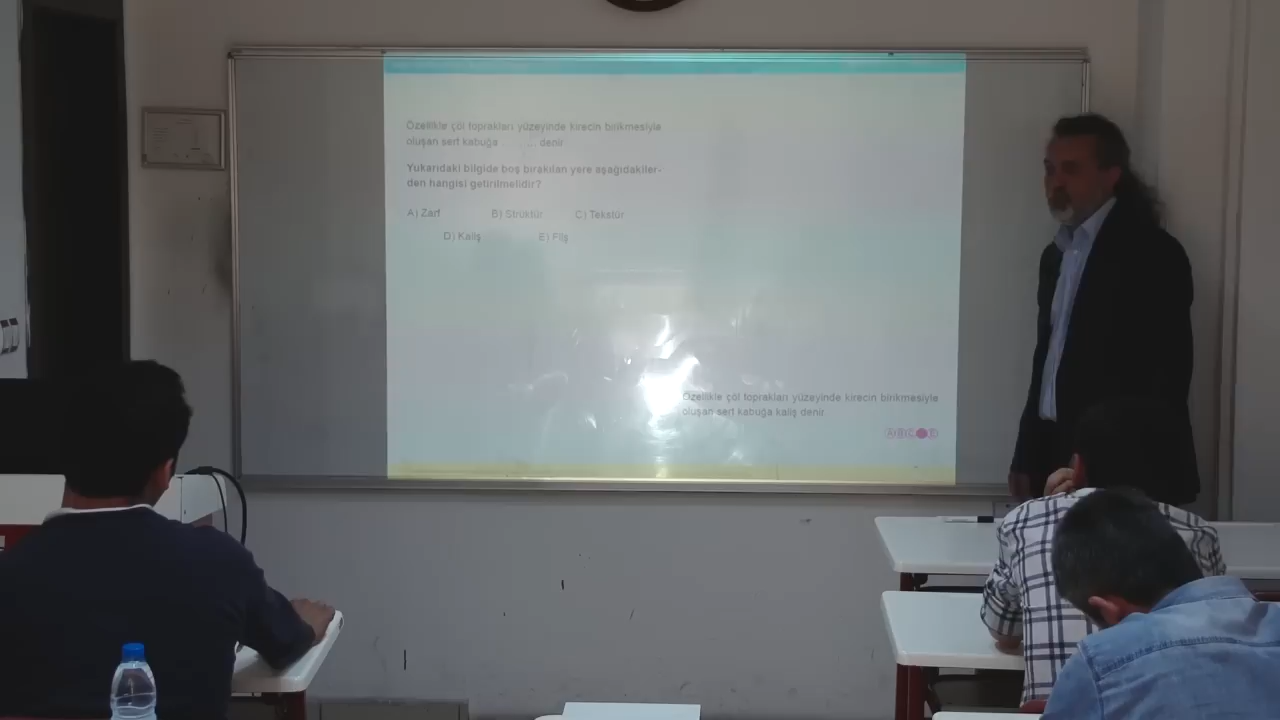 Özellikle çöl toprakları yüzeyinde kirecin birikmesiyle
oluşan sert kabuğa ........... denir.
Yukarıdaki bilgide boş bırakılan yere aşağıdakiler-
den hangisi getirilmelidir?
A) Zarf B) Strüktür C) Tekstür
D) Kaliş E) Fliş
Özellikle çöl toprakları yüzeyinde kirecin birikmesiyle
oluşan sert kabuğa kaliş denir.
A B C E